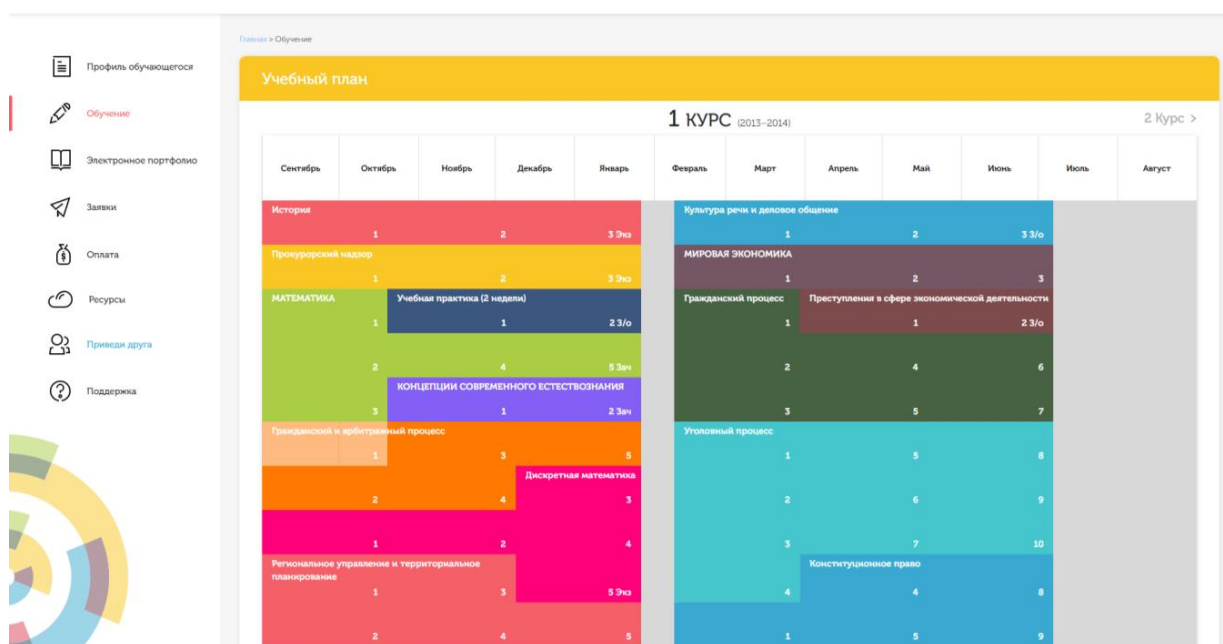 Главная > Обучение
Профиль обучающегося
Обучение
Электронное портфолио
Заявки
Оплата
Ресурсы
Приведи друга
Поддержка
Учебный план
1 КУРС (2013-2014)
2 Курс >
Сентябрь Октябрь Ноябрь Декабрь Январь Февраль Март Апрель Май Июнь Июль Август
История
1 2 3 Экз
Прокурорский надзор
1 2 3 Экз
МАТЕМАТИКА Учебная практика (2 недели)
1 1 2 З/о
2 4 5 Зач
КОНЦЕПЦИИ СОВРЕМЕННОГО ЕСТЕСТВОЗНАНИЯ
3 1 2 Зач
Гражданский и арбитражный процесс
1 3 5
Дискретная математика
2 4 3
1 2 4
Региональное управление и территориальное
планирование
1 3 5 Экз
2 4 5
Культура речи и деловое общение
1 2 3 З/о
МИРОВАЯ ЭКОНОМИКА
1 2 3
Гражданский процесс Преступления в сфере экономической деятельности
1 1 2 З/о
2 4 6
3 5 7
Уголовный процесс
1 5 8
2 6 9
3 7 10
Конституционное право
4 4 8
1 5 9